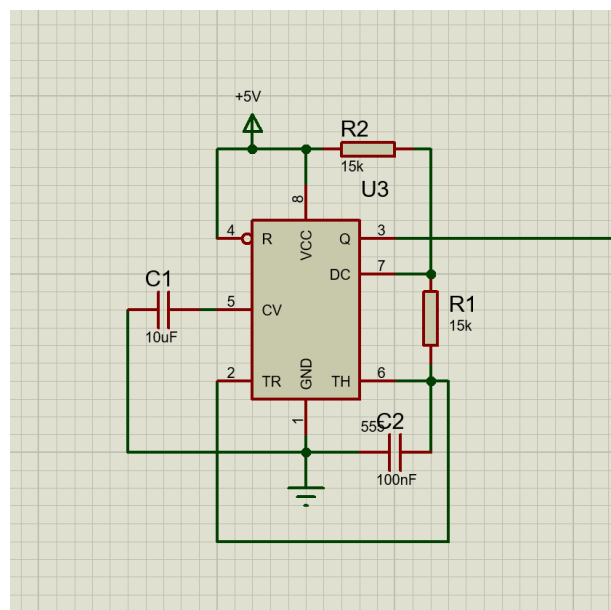 +5V
R2
15k
U3
8
4
R
VCC
Q
3
DC
7
C1
10uF
5
CV
R1
15k
2
TR
GND
TH
6
1
555
C2
100nF